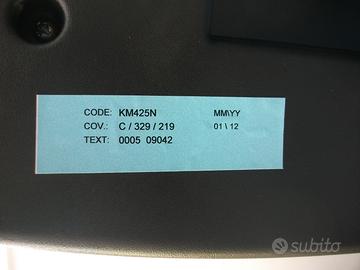 CODE: KM425N MM\YY
COV.: C / 329 / 219 01 \ 12
TEXT: 0005 09042
subito